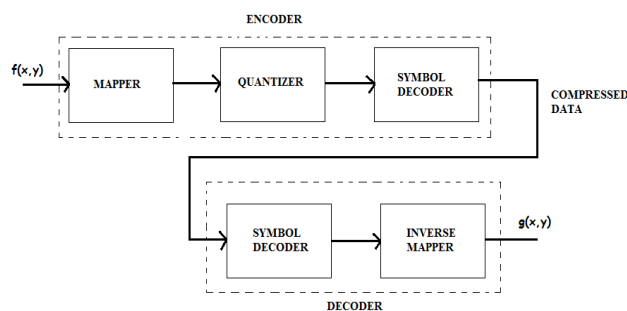 ENCODER
f(x,y)
MAPPER
QUANTIZER
SYMBOL
DECODER
COMPRESSED
DATA
SYMBOL
DECODER
INVERSE
MAPPER
g(x,y)
DECODER